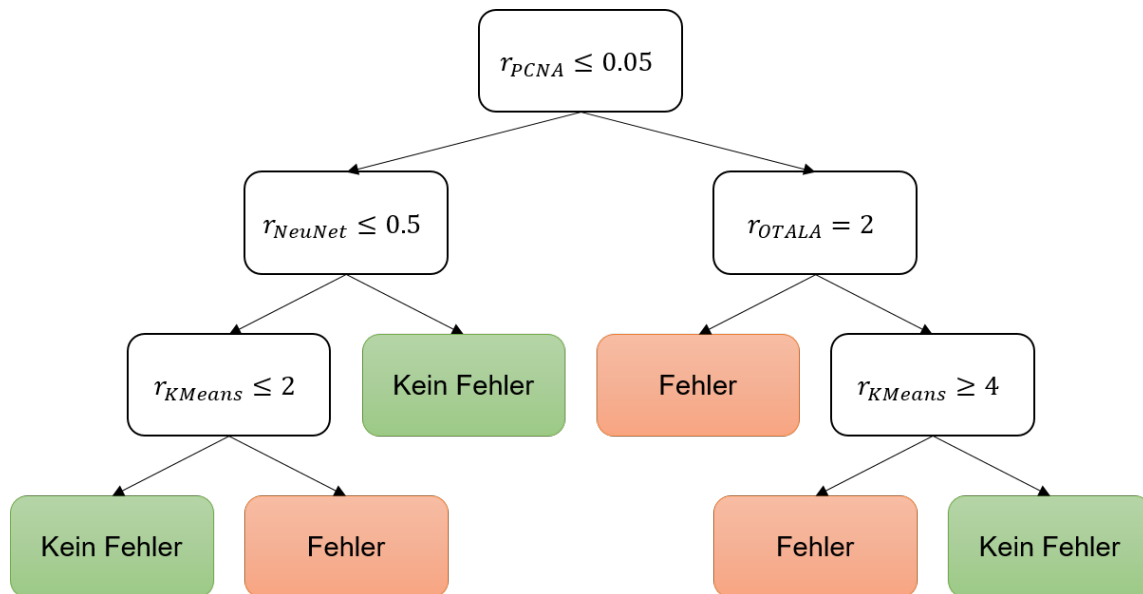 r_PCNA ≤ 0.05
r_NeuNet ≤ 0.5
r_OTALA = 2
r_KMeans ≤ 2
Kein Fehler
Fehler
r_KMeans ≥ 4
Kein Fehler
Fehler
Fehler
Kein Fehler